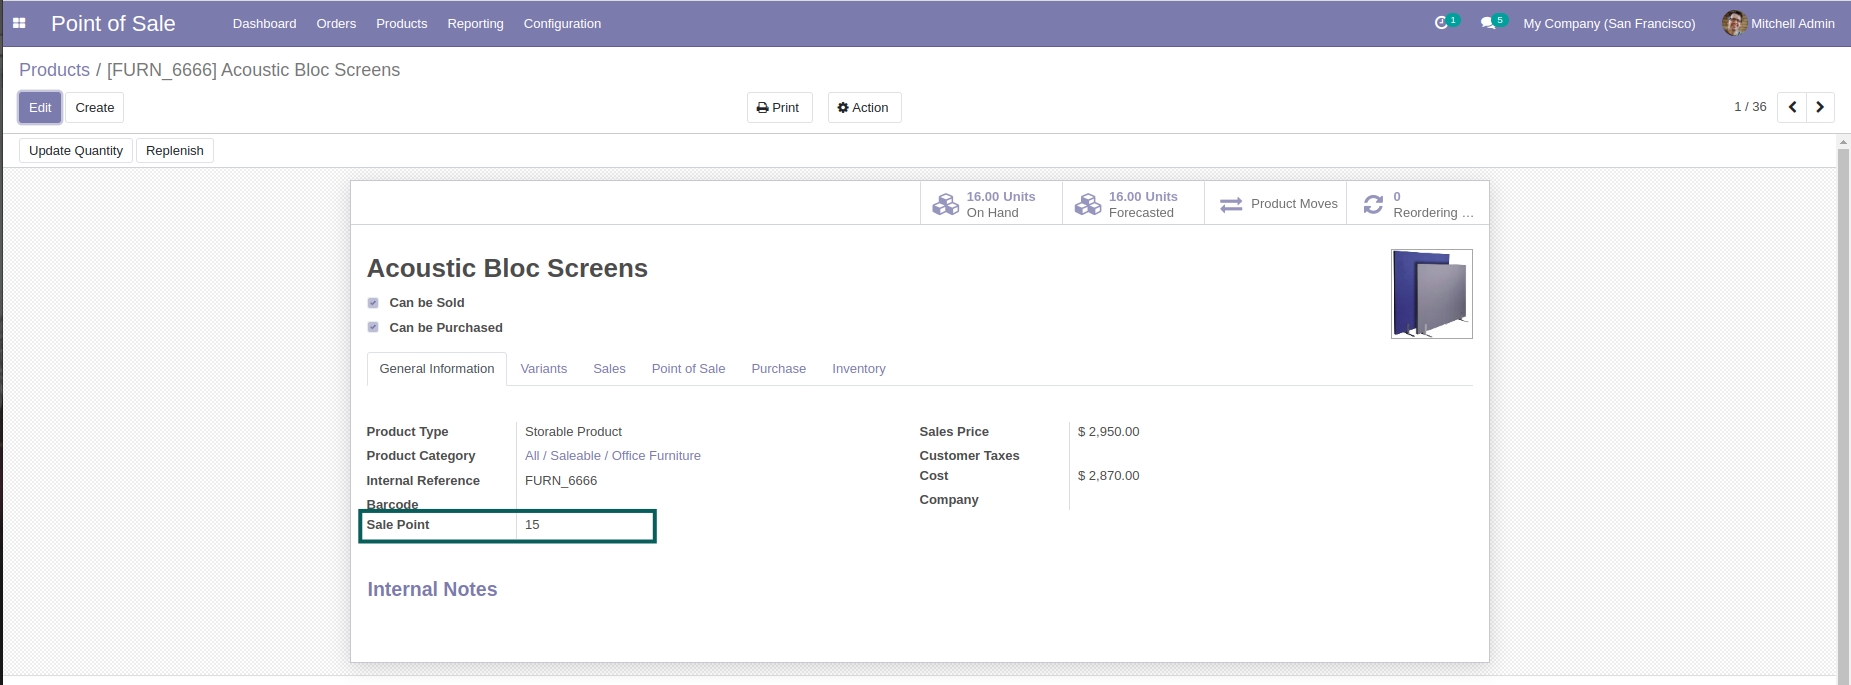 Point of Sale Dashboard Orders Products Reporting Configuration 1 5 My Company (San Francisco) Mitchell Admin
Products / [FURN_6666] Acoustic Bloc Screens
Edit Create Print Action 1 / 36
Update Quantity Replenish
16.00 Units
On Hand
16.00 Units
Forecasted
Product Moves
0
Reordering ...
Acoustic Bloc Screens
Can be Sold
Can be Purchased
General Information Variants Sales Point of Sale Purchase Inventory
Product Type Storable Product
Product Category All / Saleable / Office Furniture
Internal Reference FURN_6666
Barcode
Sale Point 15
Sales Price $ 2,950.00
Customer Taxes
Cost $ 2,870.00
Company
Internal Notes